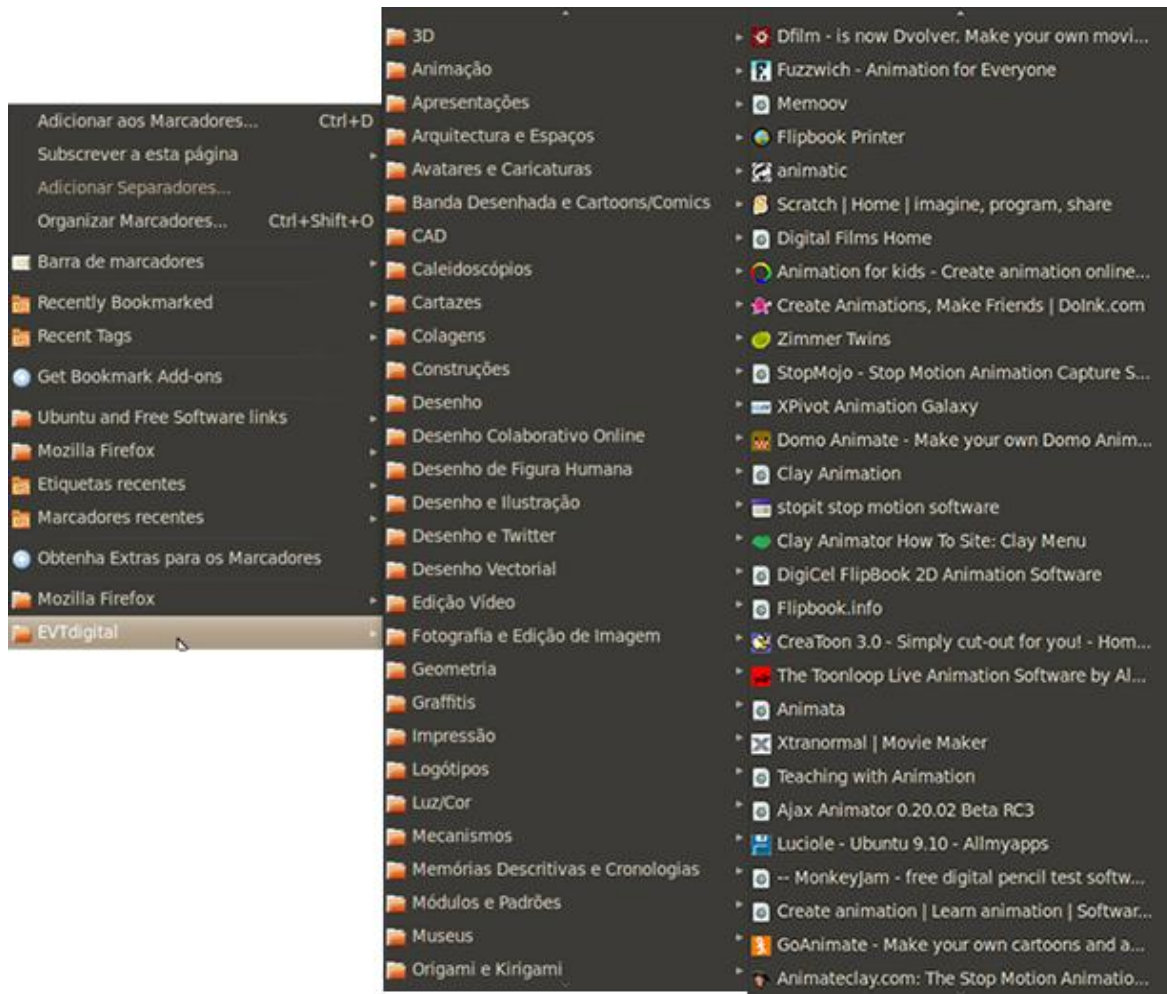 Adicionar aos Marcadores... Ctrl+D
Subscrever a esta página
Adicionar Separadores...
Organizar Marcadores... Ctrl+Shift+O
Barra de marcadores
Recently Bookmarked
Recent Tags
Get Bookmark Add-ons
Ubuntu and Free Software links
Mozilla Firefox
Etiquetas recentes
Marcadores recentes
Obtenha Extras para os Marcadores
Mozilla Firefox
EVTdigital
3D
Animação
Apresentações
Arquitectura e Espaços
Avatares e Caricaturas
Banda Desenhada e Cartoons/Comics
CAD
Caleidoscópios
Cartazes
Colagens
Construções
Desenho
Desenho Colaborativo Online
Desenho de Figura Humana
Desenho e Ilustração
Desenho e Twitter
Desenho Vectorial
Edição Vídeo
Fotografia e Edição de Imagem
Geometria
Graffitis
Impressão
Logótipos
Luz/Cor
Mecanismos
Memórias Descritivas e Cronologias
Módulos e Padrões
Museus
Origami e Kirigami
Dfilm - is now Dvolver. Make your own movi...
Fuzzwich - Animation for Everyone
Memoov
Flipbook Printer
animatic
Scratch | Home | imagine, program, share
Digital Films Home
Animation for kids - Create animation online...
Create Animations, Make Friends | DoInk.com
Zimmer Twins
StopMojo - Stop Motion Animation Capture S...
XPivot Animation Galaxy
Domo Animate - Make your own Domo Anim...
Clay Animation
stopit stop motion software
Clay Animator How To Site: Clay Menu
DigiCel FlipBook 2D Animation Software
Flipbook.info
CreaToon 3.0 - Simply cut-out for you! - Hom...
The Toonloop Live Animation Software by Al...
Animata
Xtranormal | Movie Maker
Teaching with Animation
Ajax Animator 0.20.02 Beta RC3
Luciole - Ubuntu 9.10 - Allmyapps
-- MonkeyJam - free digital pencil test softw...
Create animation | Learn animation | Softwar...
GoAnimate - Make your own cartoons and a...
Animateclay.com: The Stop Motion Animatio...